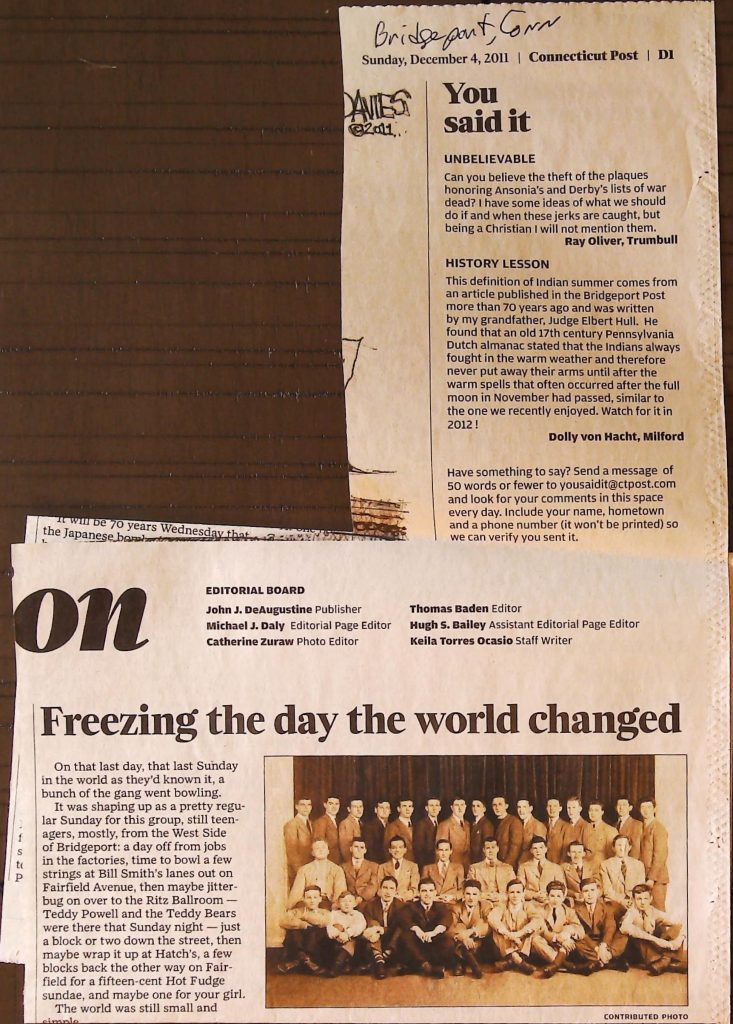 Bridgeport, Conn
Sunday, December 4, 2011 | Connecticut Post | D1
DAVIES
©2011
You
said it
UNBELIEVABLE
Can you believe the theft of the plaques
honoring Ansonia's and Derby's lists of war
dead? I have some ideas of what we should
do if and when these jerks are caught, but
being a Christian I will not mention them.
Ray Oliver, Trumbull
HISTORY LESSON
This definition of Indian summer comes from
an article published in the Bridgeport Post
more than 70 years ago and was written
by my grandfather, Judge Elbert Hull. He
found that an old 17th century Pennsylvania
Dutch almanac stated that the Indians always
fought in the warm weather and therefore
never put away their arms until after the
warm spells that often occurred after the full
moon in November had passed, similar to
the one we recently enjoyed. Watch for it in
2012 !
Dolly von Hacht, Milford
Have something to say? Send a message of
50 words or fewer to yousaidit@ctpost.com
and look for your comments in this space
every day. Include your name, hometown
and a phone number (it won't be printed) so
we can verify you sent it.
It will be 70 years Wednesday that
the Japanese
on
EDITORIAL BOARD
John J. DeAugustine Publisher
Michael J. Daly Editorial Page Editor
Catherine Zuraw Photo Editor
Thomas Baden Editor
Hugh S. Bailey Assistant Editorial Page Editor
Keila Torres Ocasio Staff Writer
Freezing the day the world changed
On that last day, that last Sunday
in the world as they'd known it, a
bunch of the gang went bowling.
It was shaping up as a pretty regu-
lar Sunday for this group, still teen-
agers, mostly, from the West Side
of Bridgeport: a day off from jobs
in the factories, time to bowl a few
strings at Bill Smith's lanes out on
Fairfield Avenue, then maybe jitter-
bug on over to the Ritz Ballroom —
Teddy Powell and the Teddy Bears
were there that Sunday night — just
a block or two down the street, then
maybe wrap it up at Hatch's, a few
blocks back the other way on Fair-
field for a fifteen-cent Hot Fudge
sundae, and maybe one for your girl.
The world was still small and
simple
CONTRIBUTED PHOTO